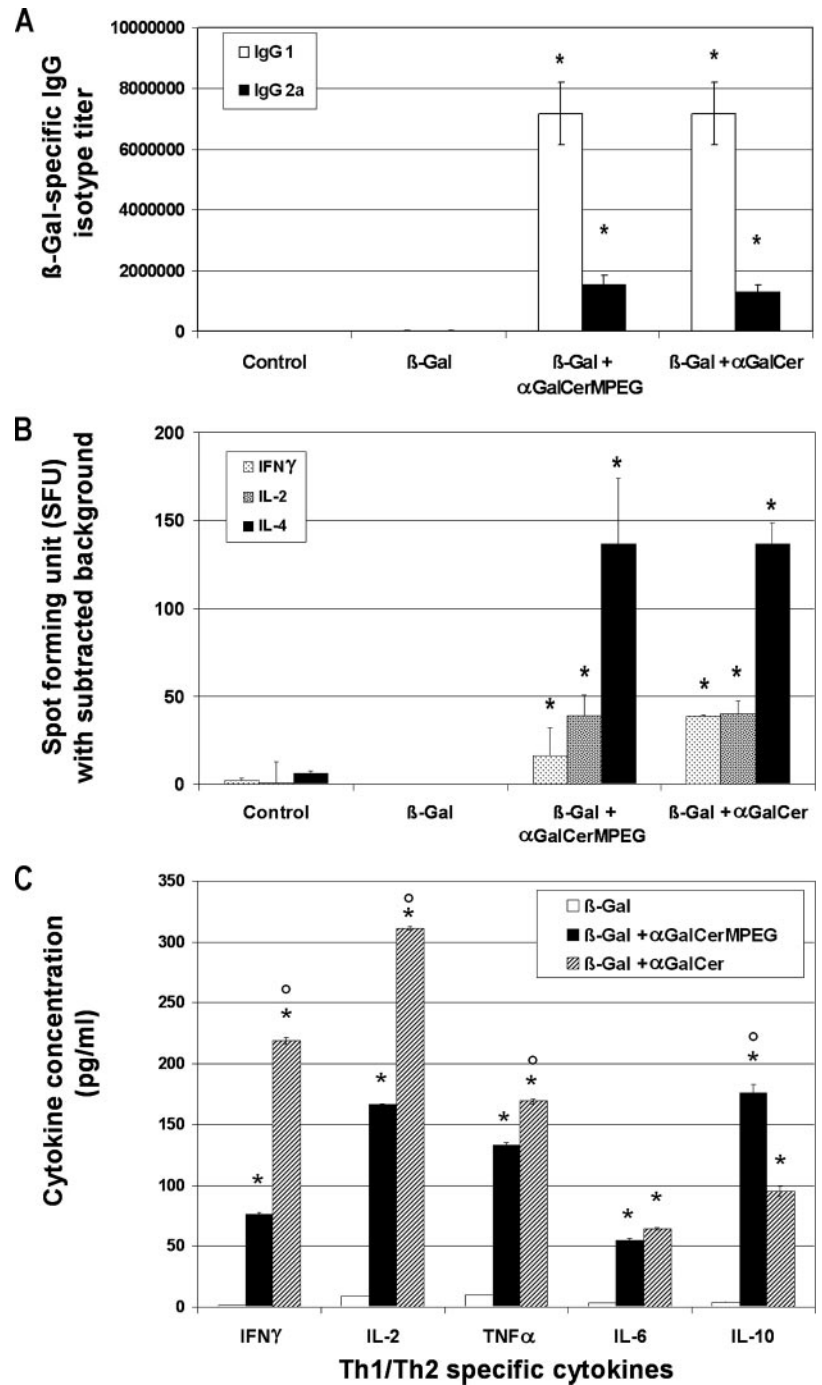 A
ß-Gal-specific IgG
isotype titer
10000000
8000000
6000000
4000000
2000000
0
IgG 1
IgG 2a
*
*
*
*
Control
ß-Gal
ß-Gal +
αGalCerMPEG
ß-Gal +αGalCer
B
Spot forming unit (SFU)
with subtracted background
200
150
100
50
0
IFNγ
IL-2
IL-4
*
*
*
*
*
*
Control
ß-Gal
ß-Gal +
αGalCerMPEG
ß-Gal +αGalCer
C
Cytokine concentration
(pg/ml)
350
300
250
200
150
100
50
0
ß-Gal
ß-Gal +αGalCerMPEG
ß-Gal +αGalCer
*
°
*
*
°
*
*
°
*
*
*
°
*
*
IFNγ
IL-2
TNFα
IL-6
IL-10
Th1/Th2 specific cytokines